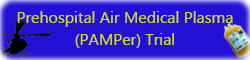 Prehospital Air Medical Plasma
(PAMPer) Trial